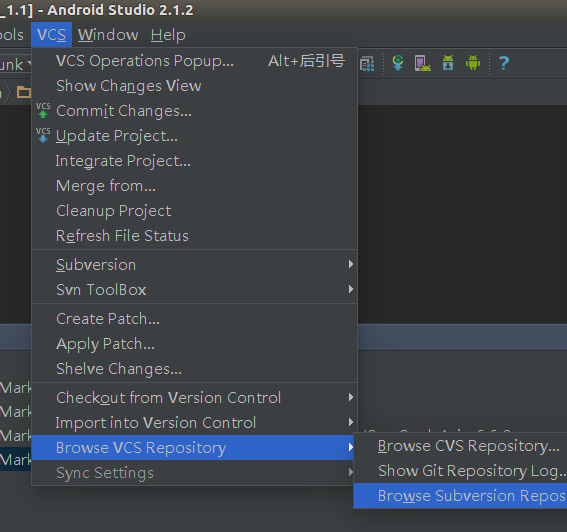 _1.1] - Android Studio 2.1.2
ools VCS Window Help
unk
VCS Operations Popup... Alt+后引号
Show Changes View
VCS Commit Changes...
VCS Update Project...
Integrate Project...
Merge from...
Cleanup Project
Refresh File Status
Subversion
Svn ToolBox
Create Patch...
Apply Patch...
Shelve Changes...
Mark
Checkout from Version Control
Mark
Import into Version Control
Mark
Browse VCS Repository
Browse CVS Repository...
Mark
Sync Settings
Show Git Repository Log...
Browse Subversion Repos